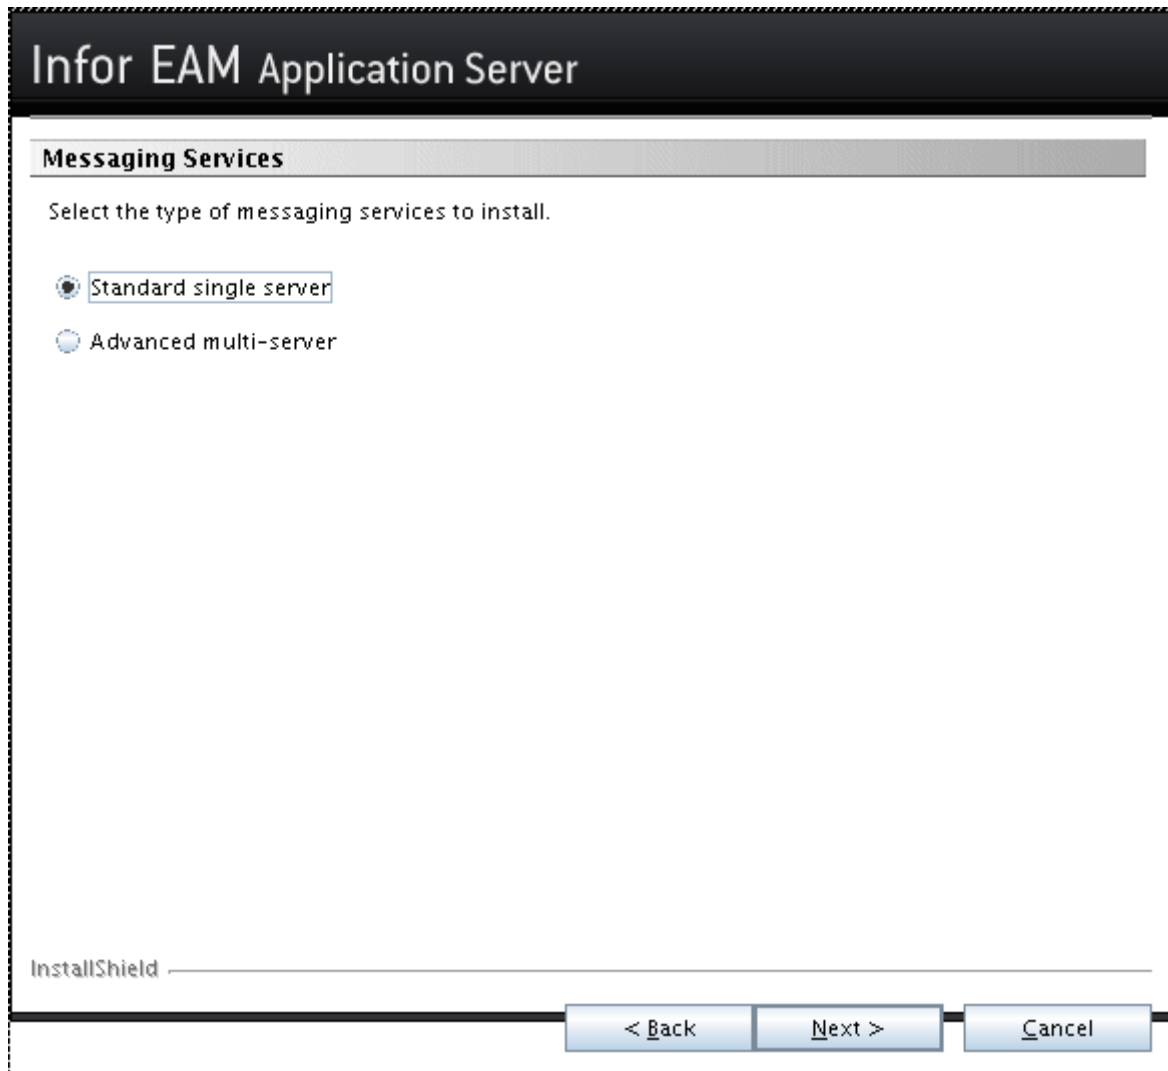 Infor EAM Application Server
Messaging Services
Select the type of messaging services to install.
Standard single server
Advanced multi-server
InstallShield
< Back
Next >
Cancel